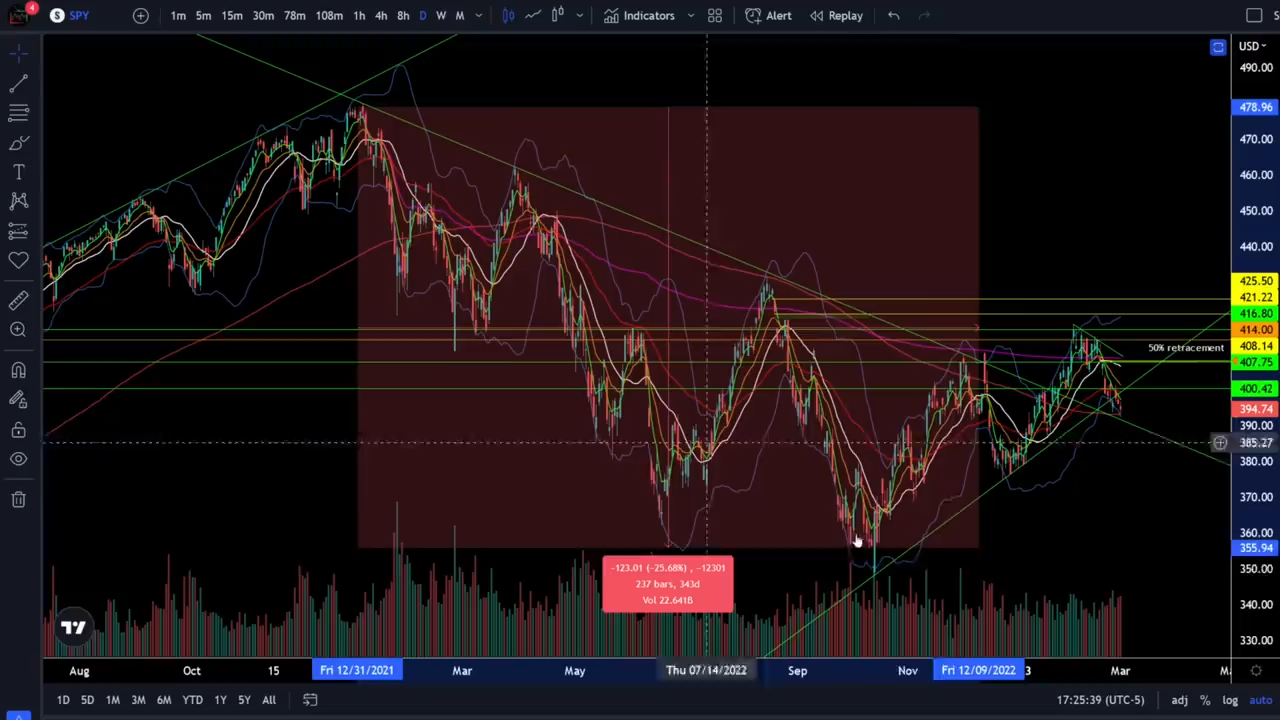 4
S SPY 1m 5m 15m 30m 78m 108m 1h 4h 8h D W M Indicators Alert Replay S
USD
490.00
478.96
470.00
460.00
450.00
440.00
425.50
421.22
416.80
414.00
50% retracement 408.14
407.75
400.42
394.74
390.00
385.27
380.00
370.00
360.00
355.94
350.00
340.00
330.00
-123.01 (-25.68%) , -12301
237 bars, 343d
Vol 22.641B
Aug Oct 15 Fri 12/31/2021 Mar May Thu 07/14/2022 Sep Nov Fri 12/09/2022 3 Mar Ma
1D 5D 1M 3M 6M YTD 1Y 5Y All 17:25:39 (UTC-5) adj % log auto